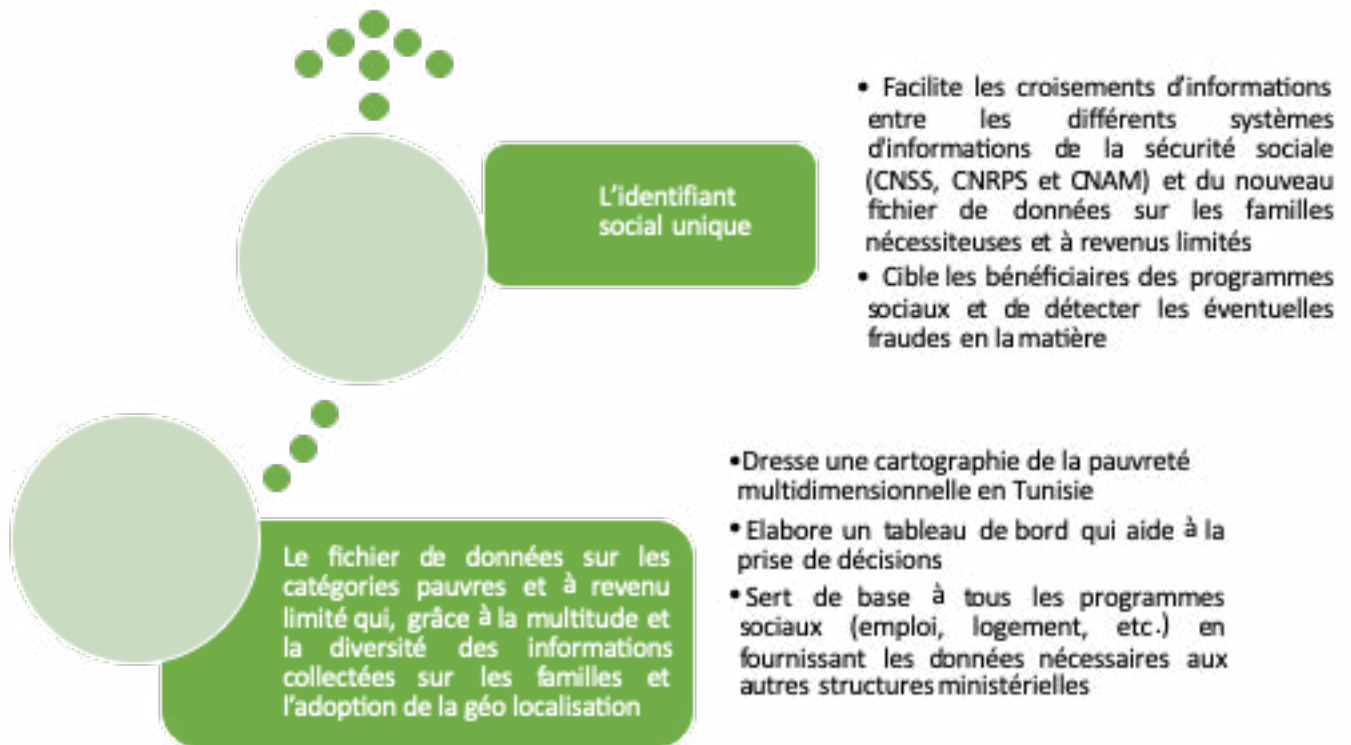 L'identifiant
social unique
• Facilite les croisements d'informations
entre les différents systèmes
d'informations de la sécurité sociale
(CNSS, CNRPS et CNAM) et du nouveau
fichier de données sur les familles
nécessiteuses et à revenus limités
• Cible les bénéficiaires des programmes
sociaux et de détecter les éventuelles
fraudes en la matière
Le fichier de données sur les
catégories pauvres et à revenu
limité qui, grâce à la multitude et
la diversité des informations
collectées sur les familles et
l'adoption de la géo localisation
•Dresse une cartographie de la pauvreté
multidimensionnelle en Tunisie
• Elabore un tableau de bord qui aide à la
prise de décisions
• Sert de base à tous les programmes
sociaux (emploi, logement, etc.) en
fournissant les données nécessaires aux
autres structures ministérielles